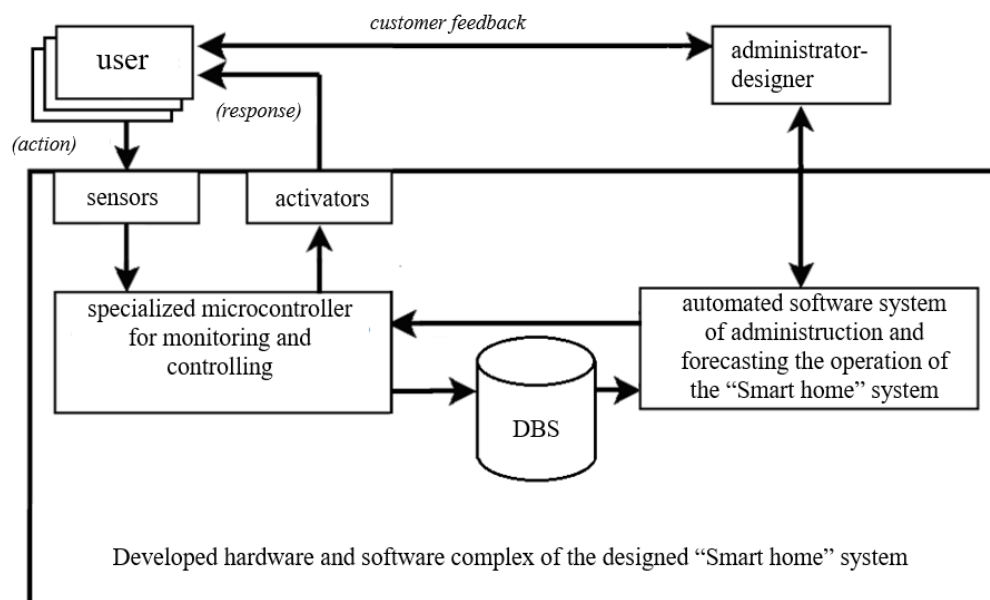 customer feedback
user
administrator-
designer
(response)
(action)
sensors
activators
specialized microcontroller
for monitoring and
controlling
automated software system
of administruction and
forecasting the operation of
the “Smart home” system
DBS
Developed hardware and software complex of the designed “Smart home” system